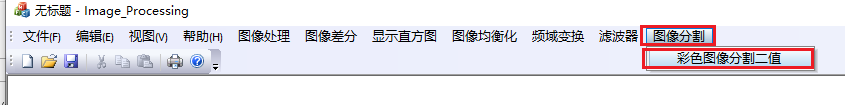 无标题 - Image_Processing
文件(F) 编辑(E) 视图(V) 帮助(H) 图像处理 图像差分 显示直方图 图像均衡化 频域变换 滤波器 图像分割
彩色图像分割二值